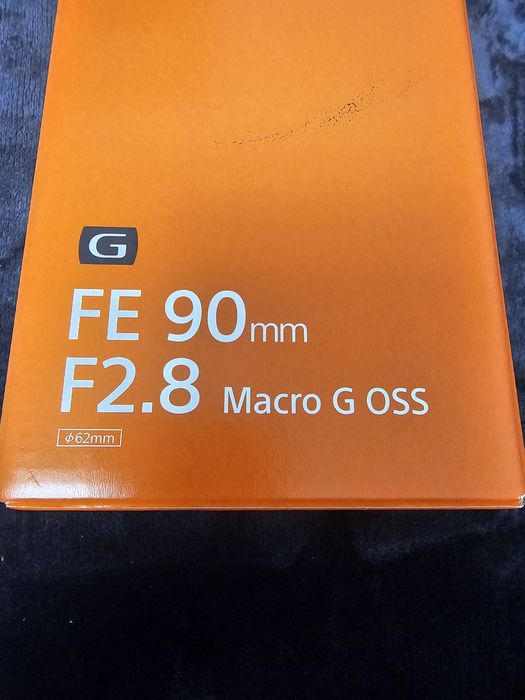 G
FE 90mm
F2.8 Macro G OSS
φ62mm